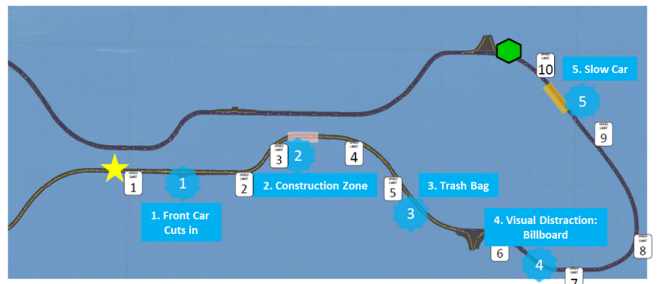 10
5. Slow Car
5
9
3
2
4
1
1
2
2. Construction Zone
5
3. Trash Bag
3
1. Front Car
Cuts in
4. Visual Distraction:
Billboard
6
8
4
7